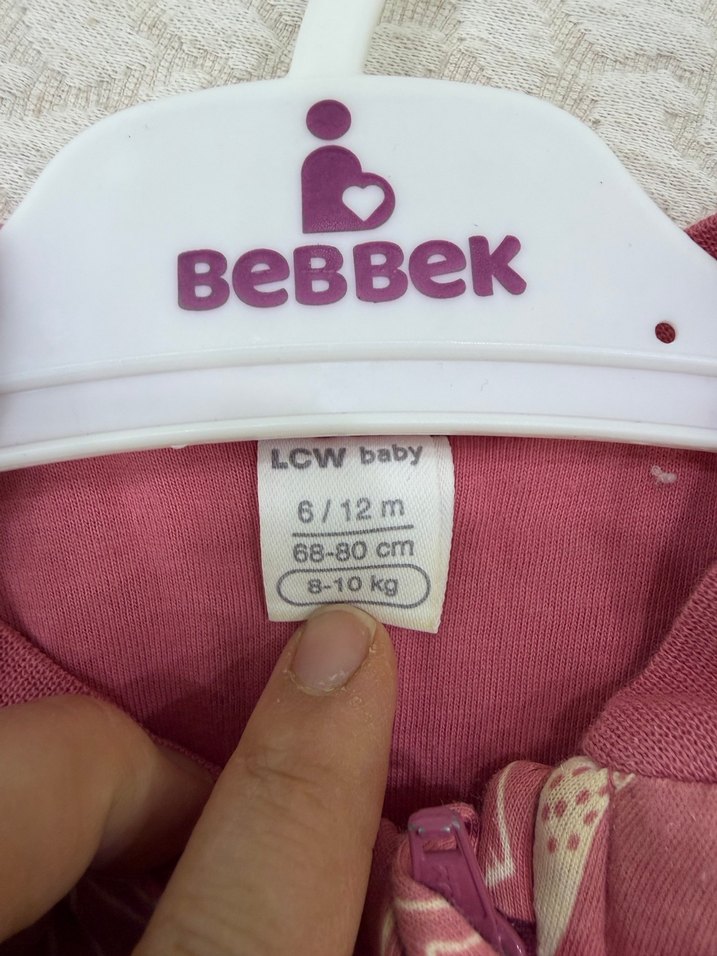 BeBBeK
LCW baby
6 / 12 m
68-80 cm
8-10 kg